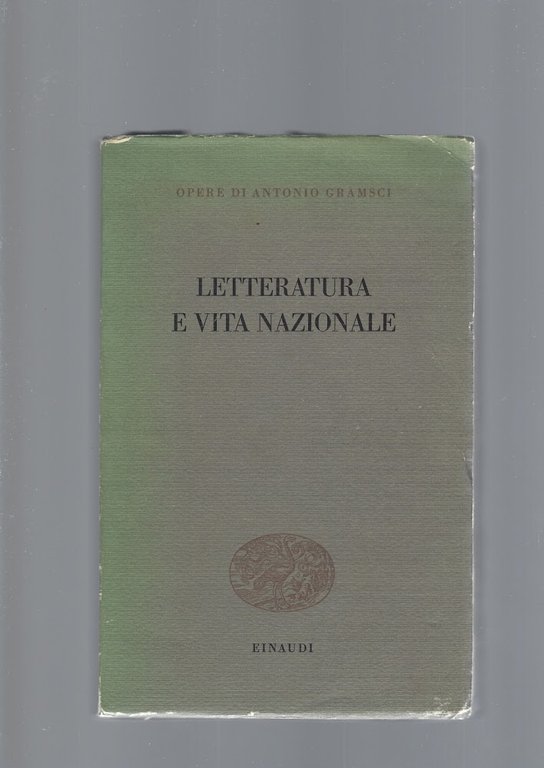 OPERE DI ANTONIO GRAMSCI
LETTERATURA
E VITA NAZIONALE
EINAUDI